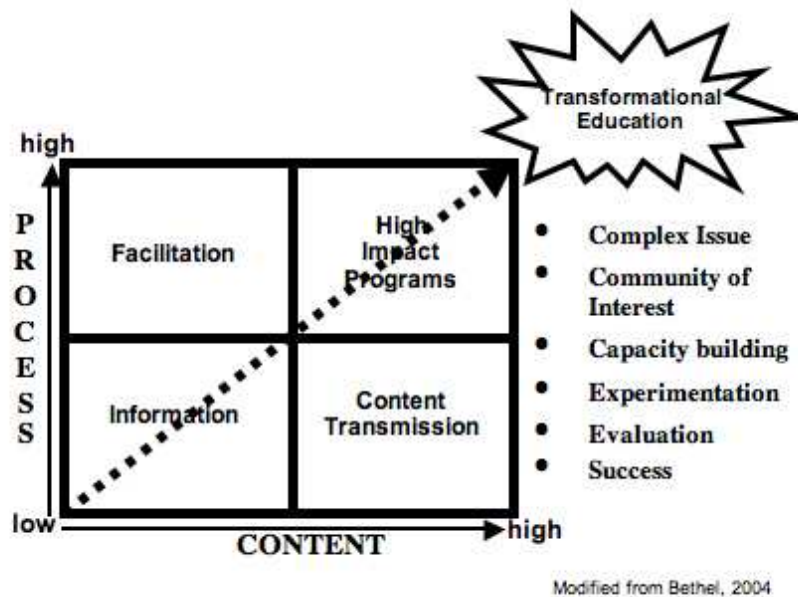 Transformational
Education
high
PROCESS
Facilitation
High
Impact
Programs
Information
Content
Transmission
low
CONTENT
high
• Complex Issue
• Community of
Interest
• Capacity building
• Experimentation
• Evaluation
• Success
Modified from Bethel, 2004